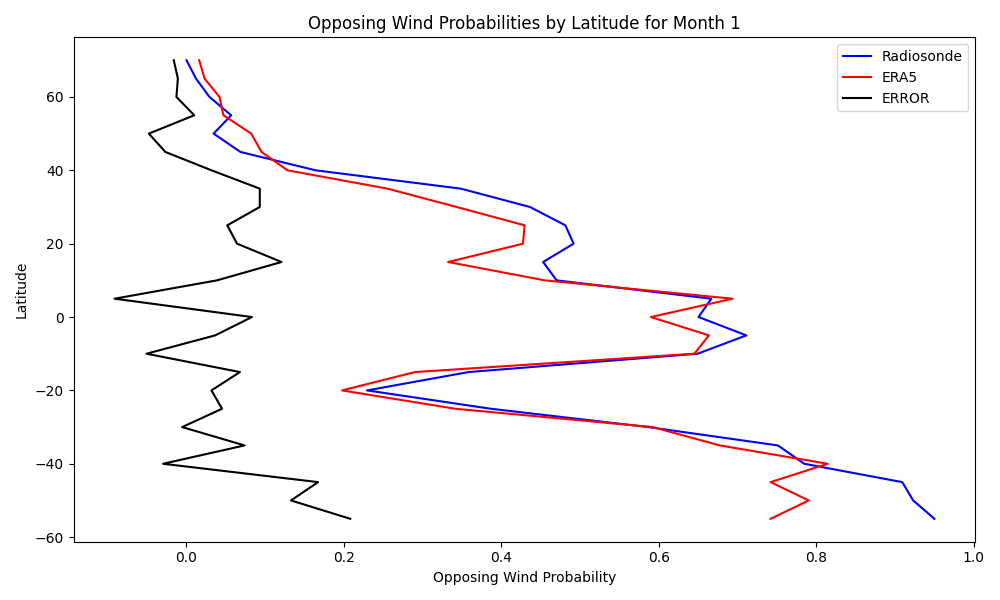 Opposing Wind Probabilities by Latitude for Month 1
Radiosonde
ERA5
ERROR
Latitude
60
40
20
0
−20
−40
−60
0.0 0.2 0.4 0.6 0.8 1.0
Opposing Wind Probability